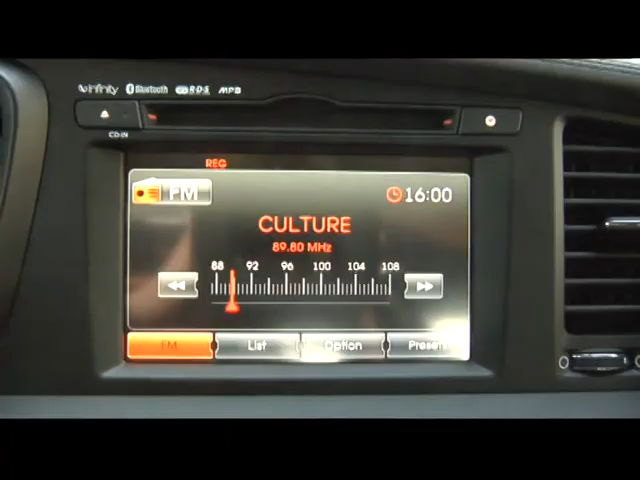 infinity Bluetooth RDS MP3
CD-IN
REG
FM 16:00
CULTURE
89.80 MHz
88 92 96 100 104 108
FM List Option Preset